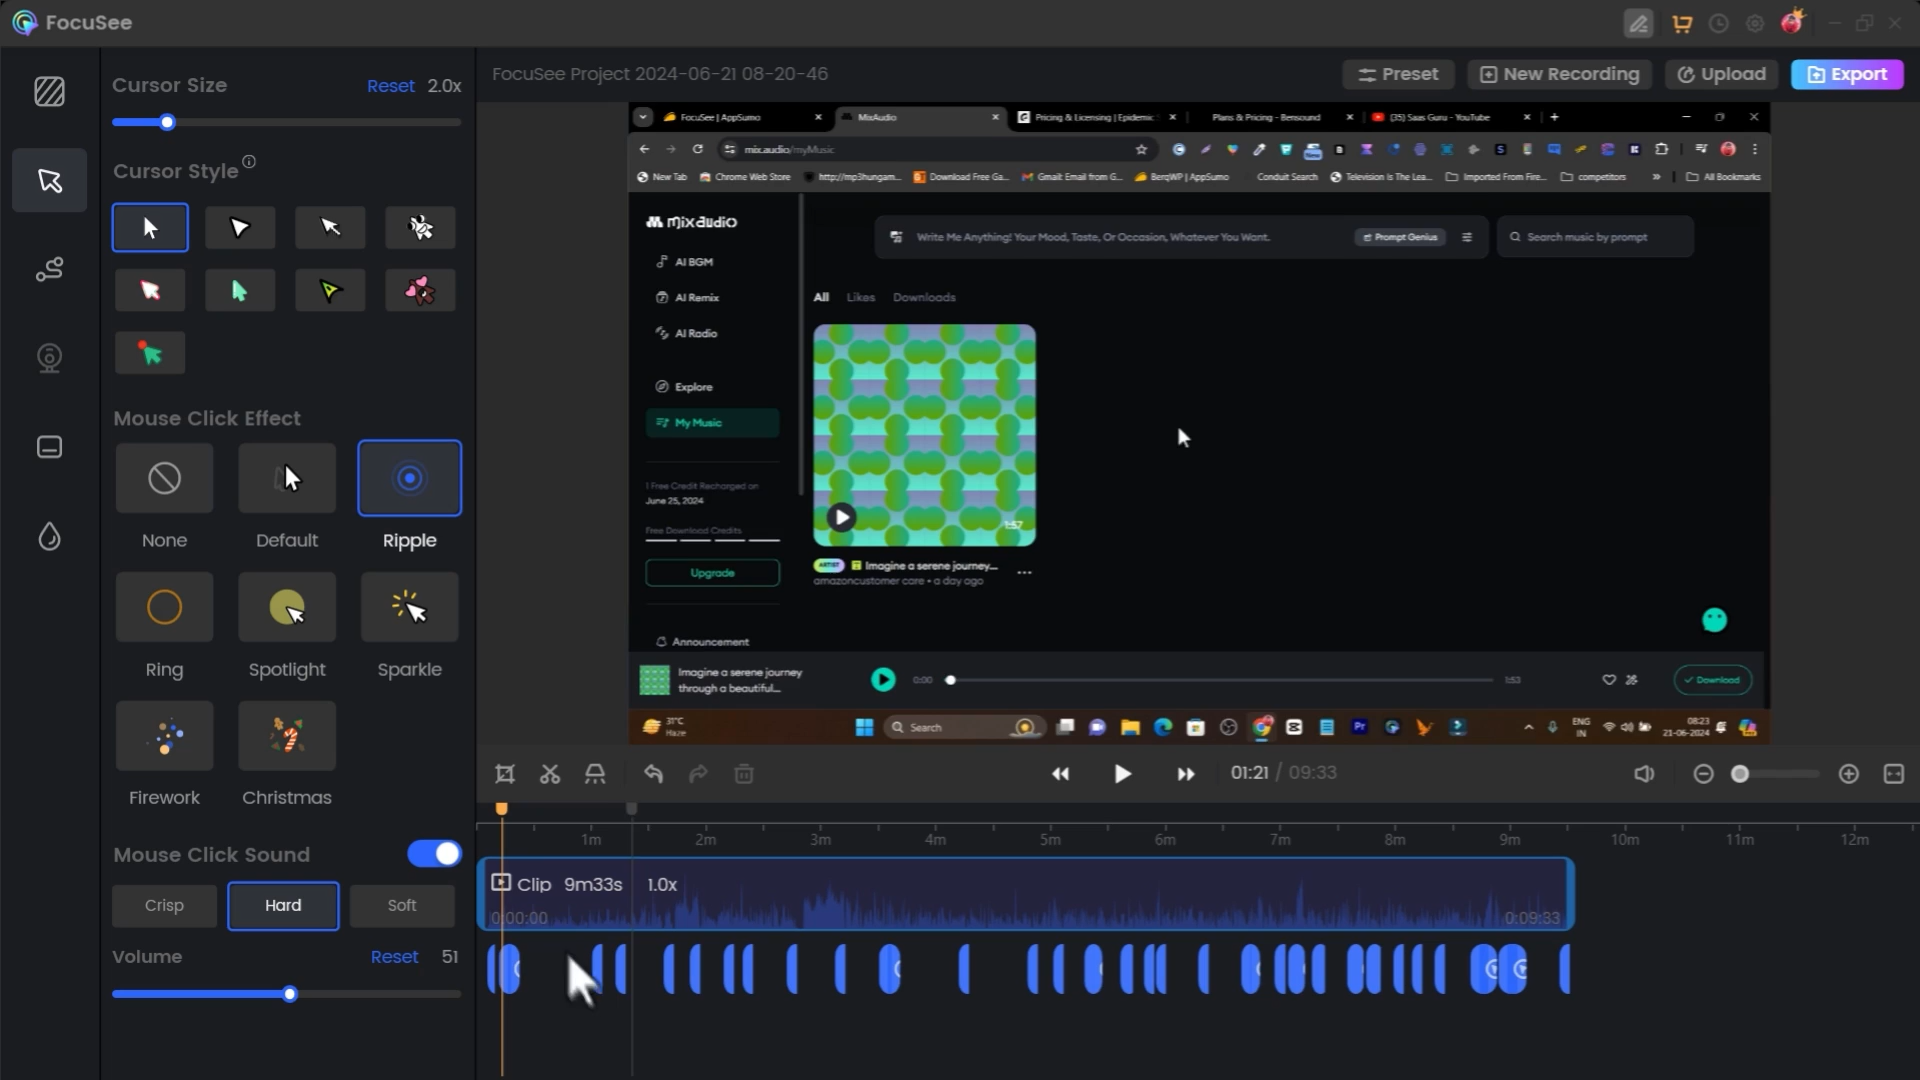 FocuSee
Cursor Size
Reset
2.0x
Cursor Style
Mouse Click Effect
None
Default
Ripple
Ring
Spotlight
Sparkle
Firework
Christmas
Mouse Click Sound
Crisp
Hard
Soft
Volume
Reset
51
FocuSee Project 2024-06-21 08-20-46
Preset
New Recording
Upload
Export
FocuSee | AppSumo
MixAudio
Pricing & Licensing | Epidemic
Plans & Pricing - Bensound
(35) Saas Guru - YouTube
mix.audio/myMusic
New Tab
Chrome Web Store
http://mp3hungam...
Download Free Ga...
Gmail: Email from G...
BerqWP | AppSumo
Conduit Search
Television Is The Lea...
Imported From Fire...
competitors
»
All Bookmarks
mixaudio
Write Me Anything! Your Mood, Taste, Or Occasion, Whatever You Want.
Prompt Genius
Search music by prompt
AI BGM
AI Remix
AI Radio
Explore
My Music
1 Free Credit Recharged on
June 25, 2024
Free Download Credits
Upgrade
Announcement
All
Likes
Downloads
1:57
ARTIST
Imagine a serene journey...
amazoncustomer care • a day ago
Imagine a serene journey
through a beautiful...
0:00
1:53
Download
31°C
Haze
Search
Pr
ENG
IN
08:23
21-06-2024
01:21 / 09:33
1m
2m
3m
4m
5m
6m
7m
8m
9m
10m
11m
12m
Clip 9m33s 1.0x
0:00:00
0:09:33